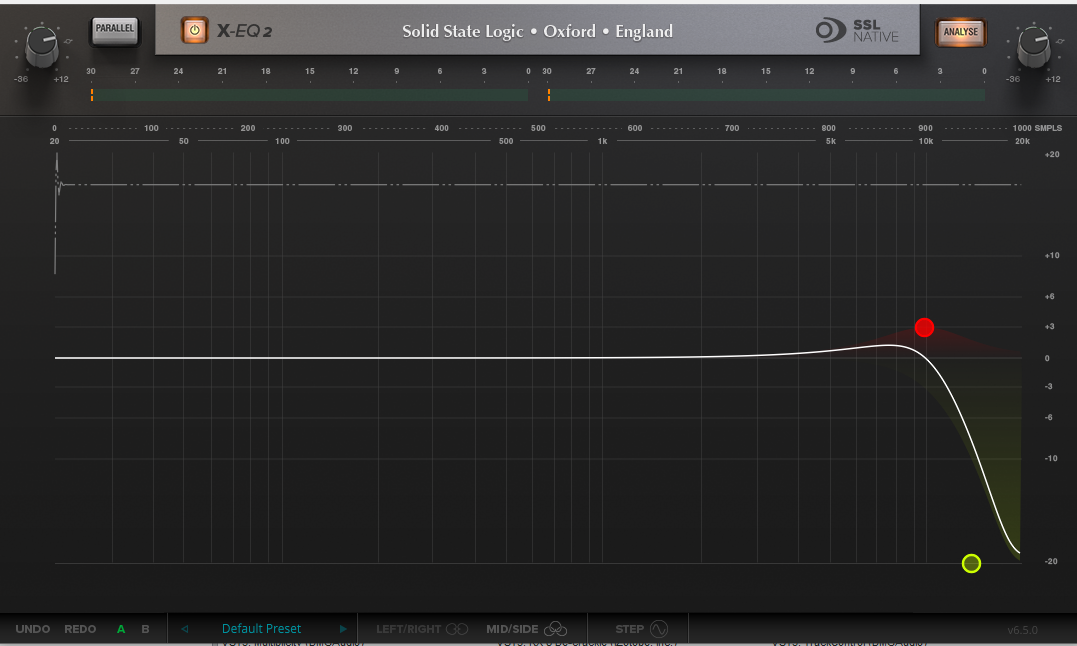 PARALLEL
X-EQ 2
Solid State Logic • Oxford • England
SSL
NATIVE
ANALYSE
-36 +12
30 27 24 21 18 15 12 9 6 3 0 30 27 24 21 18 15 12 9 6 3 0
-36 +12
0 100 200 300 400 500 600 700 800 900 1000 SMPLS
20 50 100 500 1k 5k 10k 20k
+20
+10
+6
+3
0
-3
-6
-10
-20
UNDO REDO A B Default Preset LEFT/RIGHT MID/SIDE STEP v6.5.0